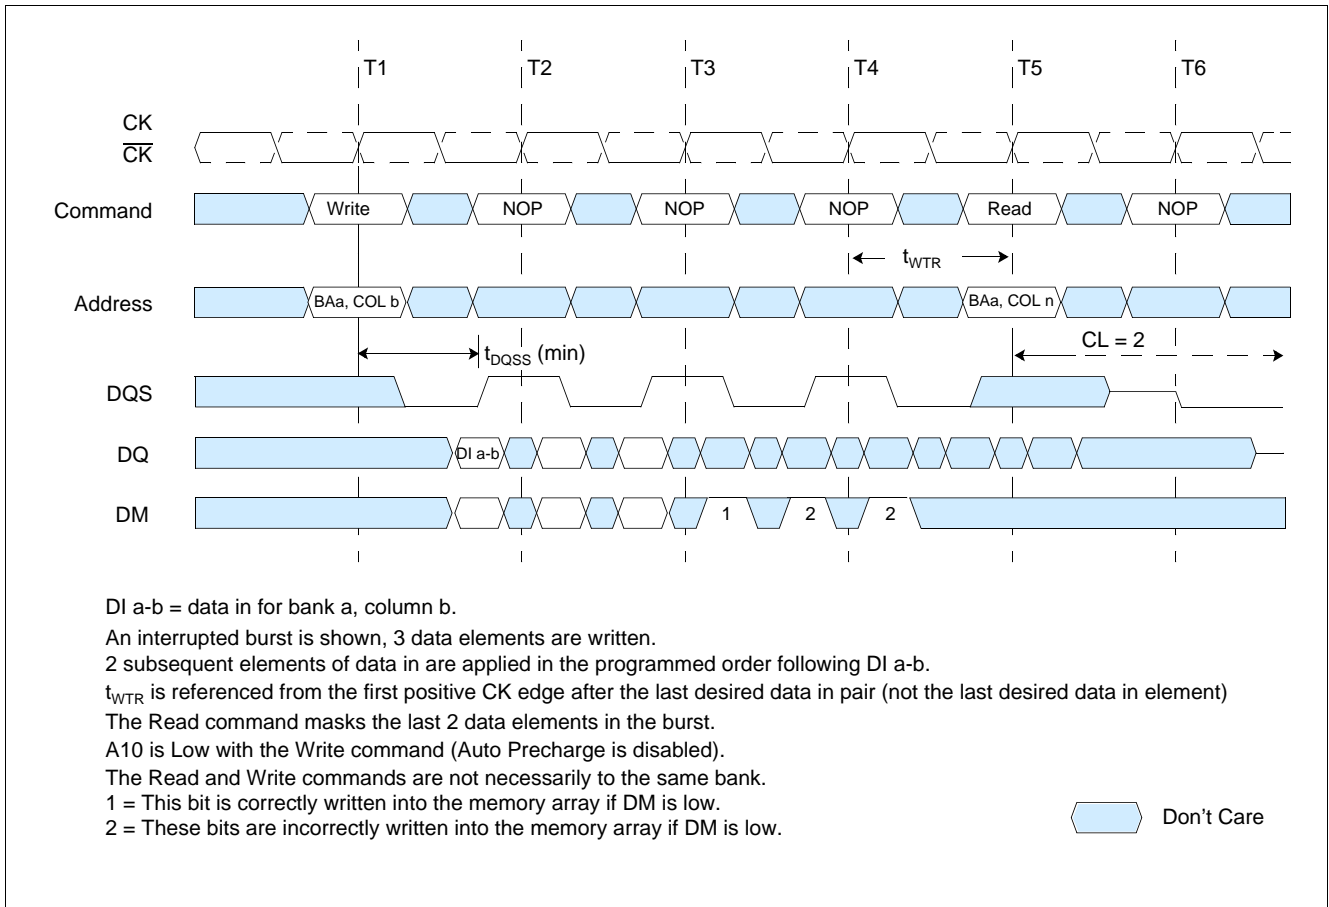 T1 T2 T3 T4 T5 T6
CK
CK
Command Write NOP NOP NOP Read NOP
tWTR
Address BAa, COL b BAa, COL n
tDQSS (min) CL = 2
DQS
DQ DI a-b
DM 1 2 2
DI a-b = data in for bank a, column b.
An interrupted burst is shown, 3 data elements are written.
2 subsequent elements of data in are applied in the programmed order following DI a-b.
tWTR is referenced from the first positive CK edge after the last desired data in pair (not the last desired data in element)
The Read command masks the last 2 data elements in the burst.
A10 is Low with the Write command (Auto Precharge is disabled).
The Read and Write commands are not necessarily to the same bank.
1 = This bit is correctly written into the memory array if DM is low.
2 = These bits are incorrectly written into the memory array if DM is low.
Don't Care